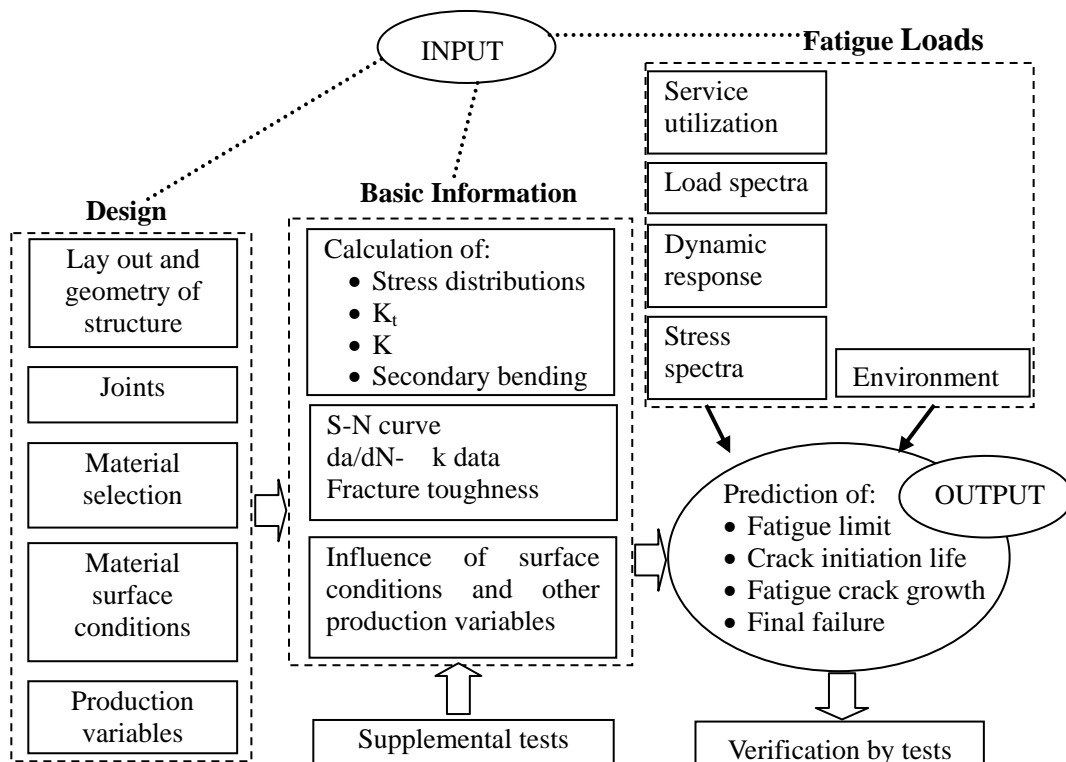 INPUT
Fatigue Loads
Service
utilization
Load spectra
Dynamic
response
Stress
spectra
Environment
Design
Lay out and
geometry of
structure
Joints
Material
selection
Material
surface
conditions
Production
variables
Basic Information
Calculation of:
• Stress distributions
• Kt
• K
• Secondary bending
S-N curve
da/dN- k data
Fracture toughness
Influence of surface
conditions and other
production variables
Supplemental tests
Prediction of:
• Fatigue limit
• Crack initiation life
• Fatigue crack growth
• Final failure
OUTPUT
Verification by tests